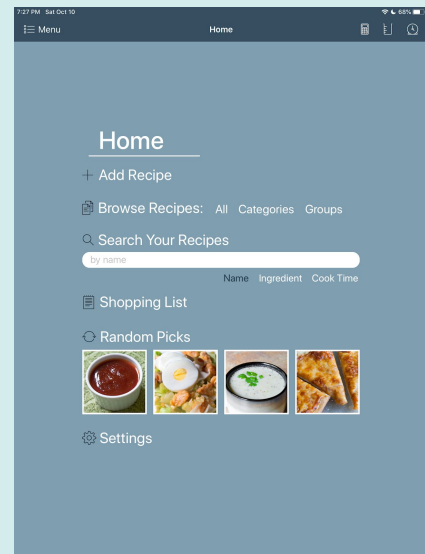 7:27 PM Sat Oct 10 68%
Menu Home
Home
Add Recipe
Browse Recipes: All Categories Groups
Search Your Recipes
by name
Name Ingredient Cook Time
Shopping List
Random Picks
Settings